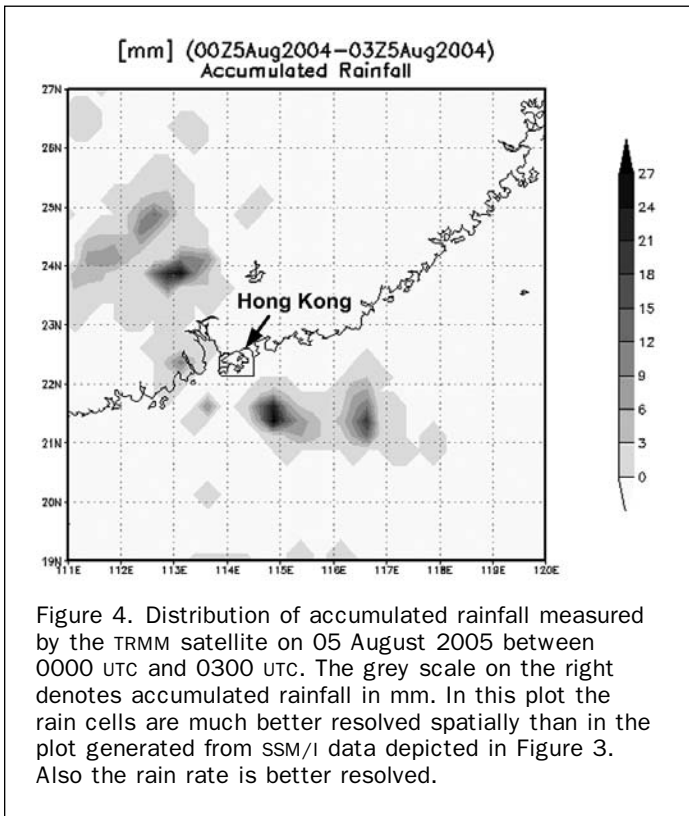 [mm] (00Z5Aug2004–03Z5Aug2004)
Accumulated Rainfall
27N
26N
25N
24N
23N
22N
21N
20N
19N
111E 112E 113E 114E 115E 116E 117E 118E 119E 120E
Hong Kong
27
24
21
18
15
12
9
6
3
0
Figure 4. Distribution of accumulated rainfall measured
by the TRMM satellite on 05 August 2005 between
0000 UTC and 0300 UTC. The grey scale on the right
denotes accumulated rainfall in mm. In this plot the
rain cells are much better resolved spatially than in the
plot generated from SSM/I data depicted in Figure 3.
Also the rain rate is better resolved.